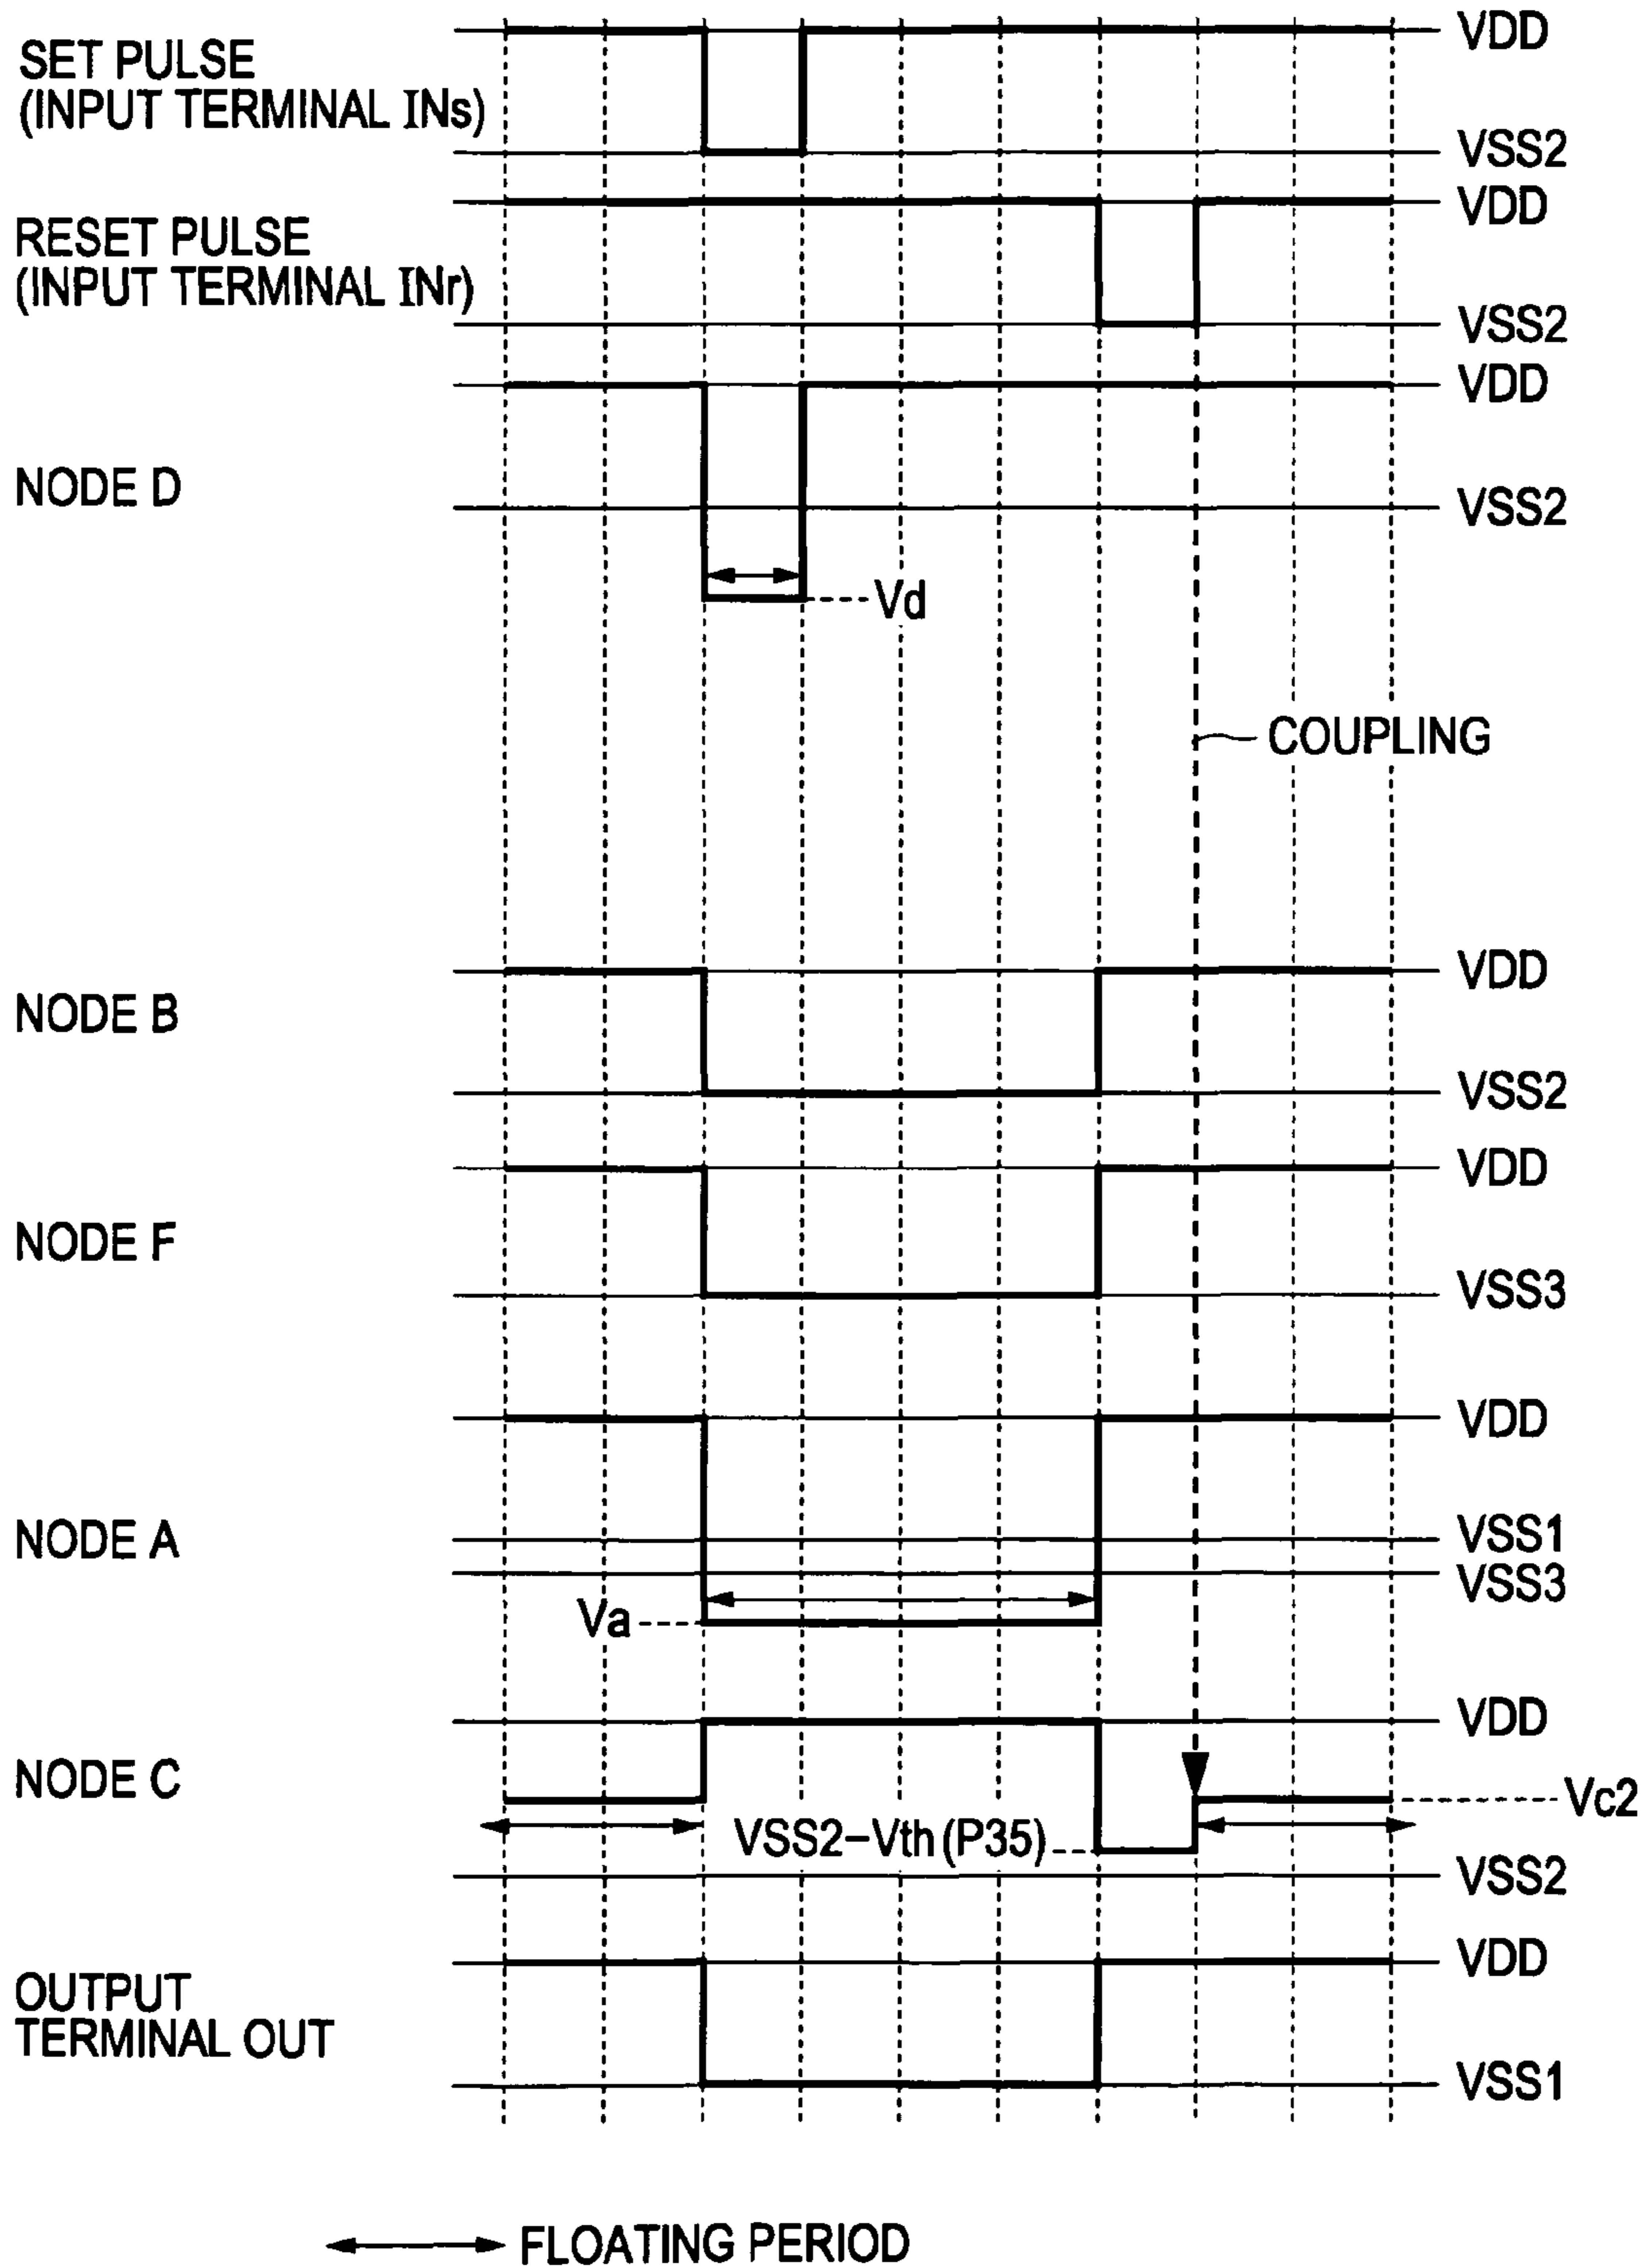 VDD
SET PULSE
(INPUT TERMINAL INs)
VSS2
VDD
RESET PULSE
(INPUT TERMINAL INr)
VSS2
VDD
NODE D
VSS2
Vd
COUPLING
VDD
NODE B
VSS2
VDD
NODE F
VSS3
VDD
NODE A
VSS1
VSS3
Va
VDD
NODE C
Vc2
VSS2-Vth (P35)
VSS2
VDD
OUTPUT
TERMINAL OUT
VSS1
FLOATING PERIOD